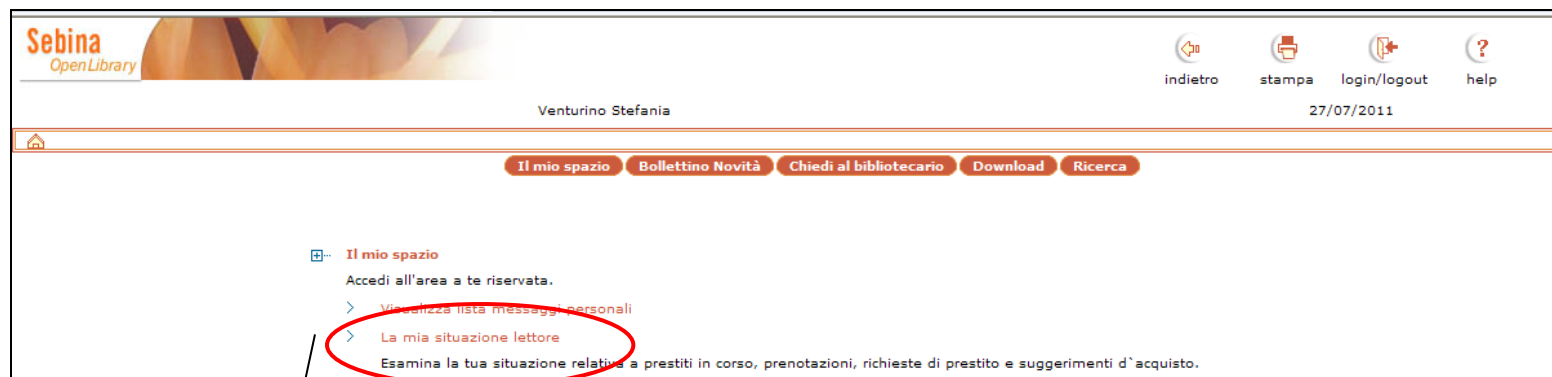 Sebina
OpenLibrary
indietro stampa login/logout help
Venturino Stefania 27/07/2011
Il mio spazio Bollettino Novità Chiedi al bibliotecario Download Ricerca
Il mio spazio
Accedi all'area a te riservata.
> Visualizza lista messaggi personali
> La mia situazione lettore
Esamina la tua situazione relativa a prestiti in corso, prenotazioni, richieste di prestito e suggerimenti d`acquisto.